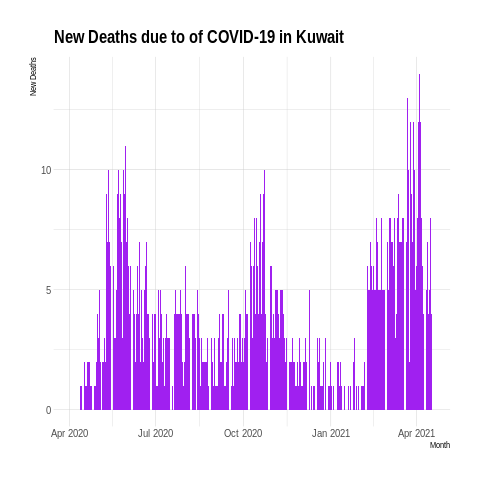 New Deaths due to of COVID-19 in Kuwait
New Deaths
10
5
0
Apr 2020 Jul 2020 Oct 2020 Jan 2021 Apr 2021
Month